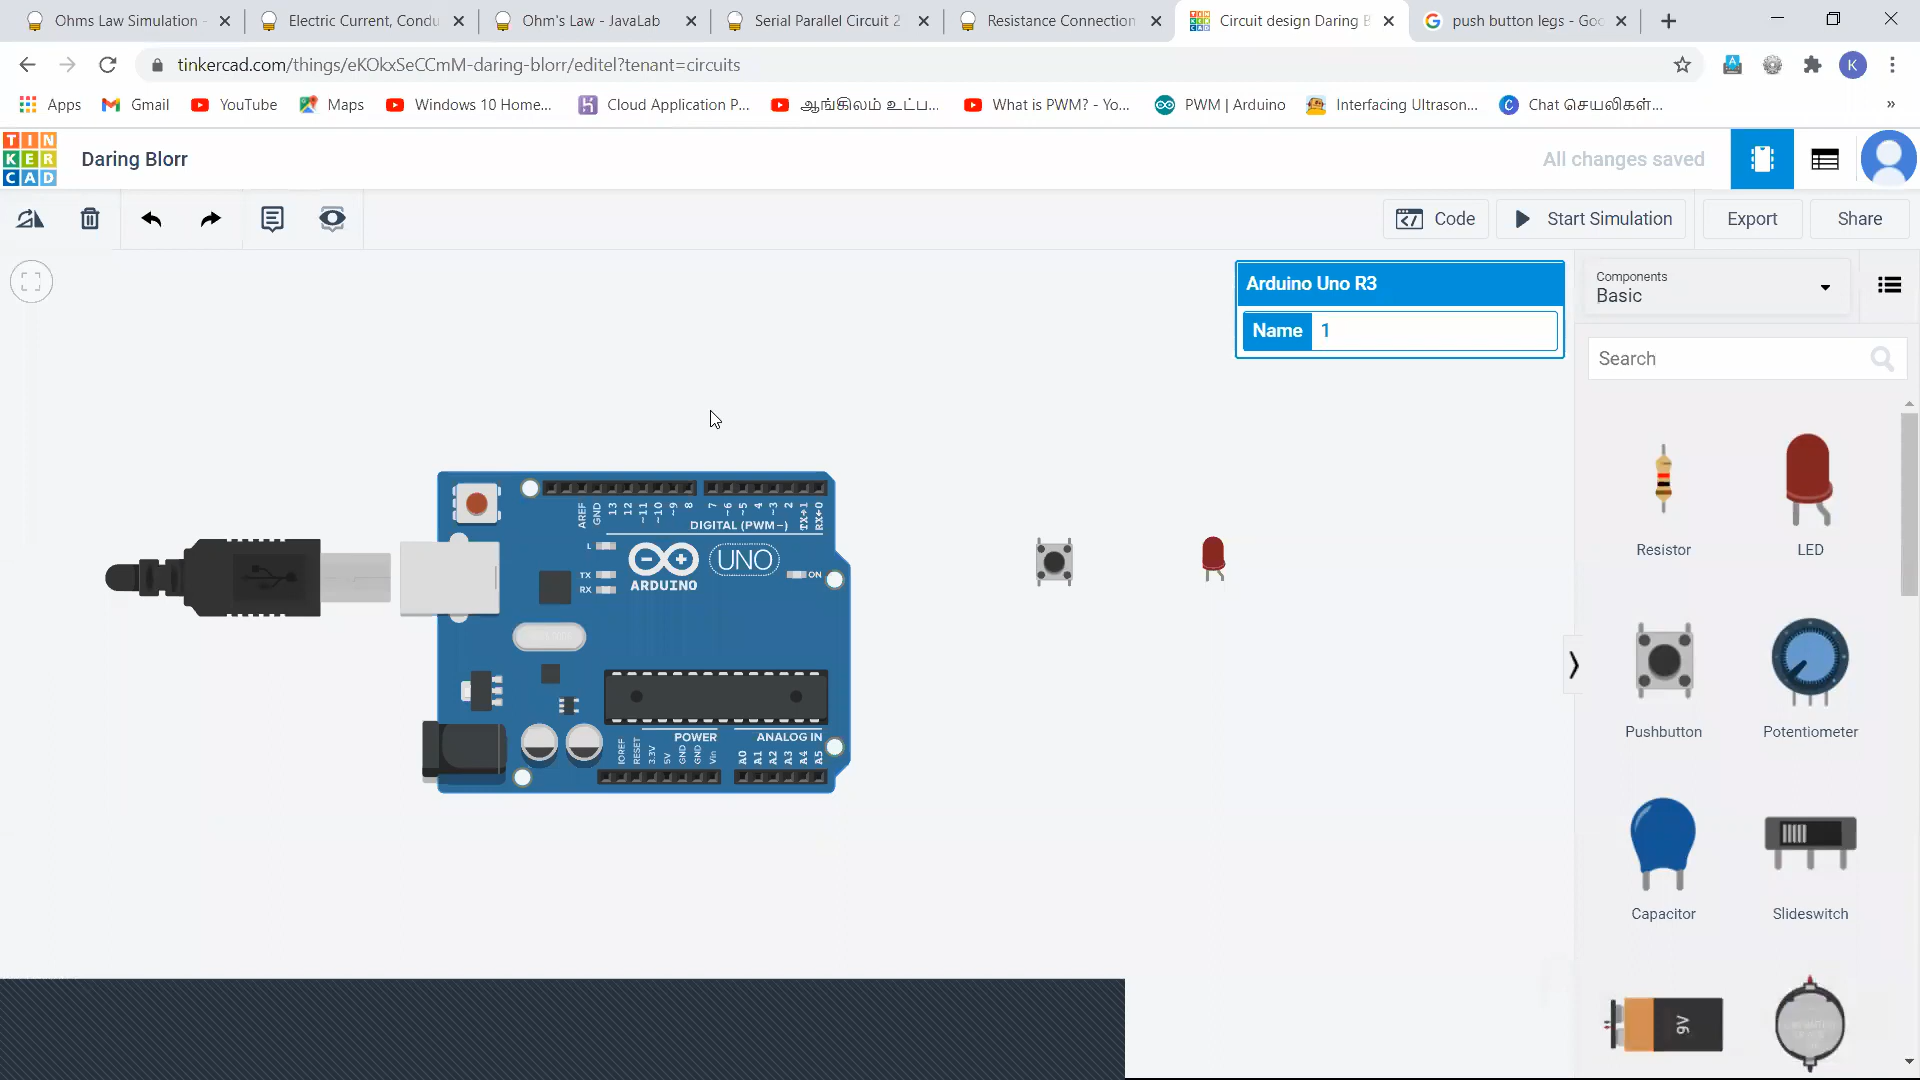 Ohms Law Simulation -
Electric Current, Condu
Ohm's Law - JavaLab
Serial Parallel Circuit 2
Resistance Connection
Circuit design Daring B
push button legs - Goo
tinkercad.com/things/eKOkxSeCCmM-daring-blorr/editel?tenant=circuits
K
Apps
Gmail
YouTube
Maps
Windows 10 Home...
Cloud Application P...
ஆங்கிலம் உட்ப...
What is PWM? - Yo...
PWM | Arduino
Interfacing Ultrason...
Chat செயலிகள்...
»
TIN
KER
CAD
Daring Blorr
All changes saved
Code
Start Simulation
Export
Share
Arduino Uno R3
Name 1
Components
Basic
Search
Resistor
LED
Pushbutton
Potentiometer
Capacitor
Slideswitch
9V
AREF
GND
13
12
~11
~10
~9
8
7
~6
~5
4
~3
2
TX→1
RX←0
DIGITAL (PWM~)
L
TX
RX
ARDUINO
UNO
ON
POWER
ANALOG IN
IOREF
RESET
3.3V
5V
GND
GND
Vin
A0
A1
A2
A3
A4
A5